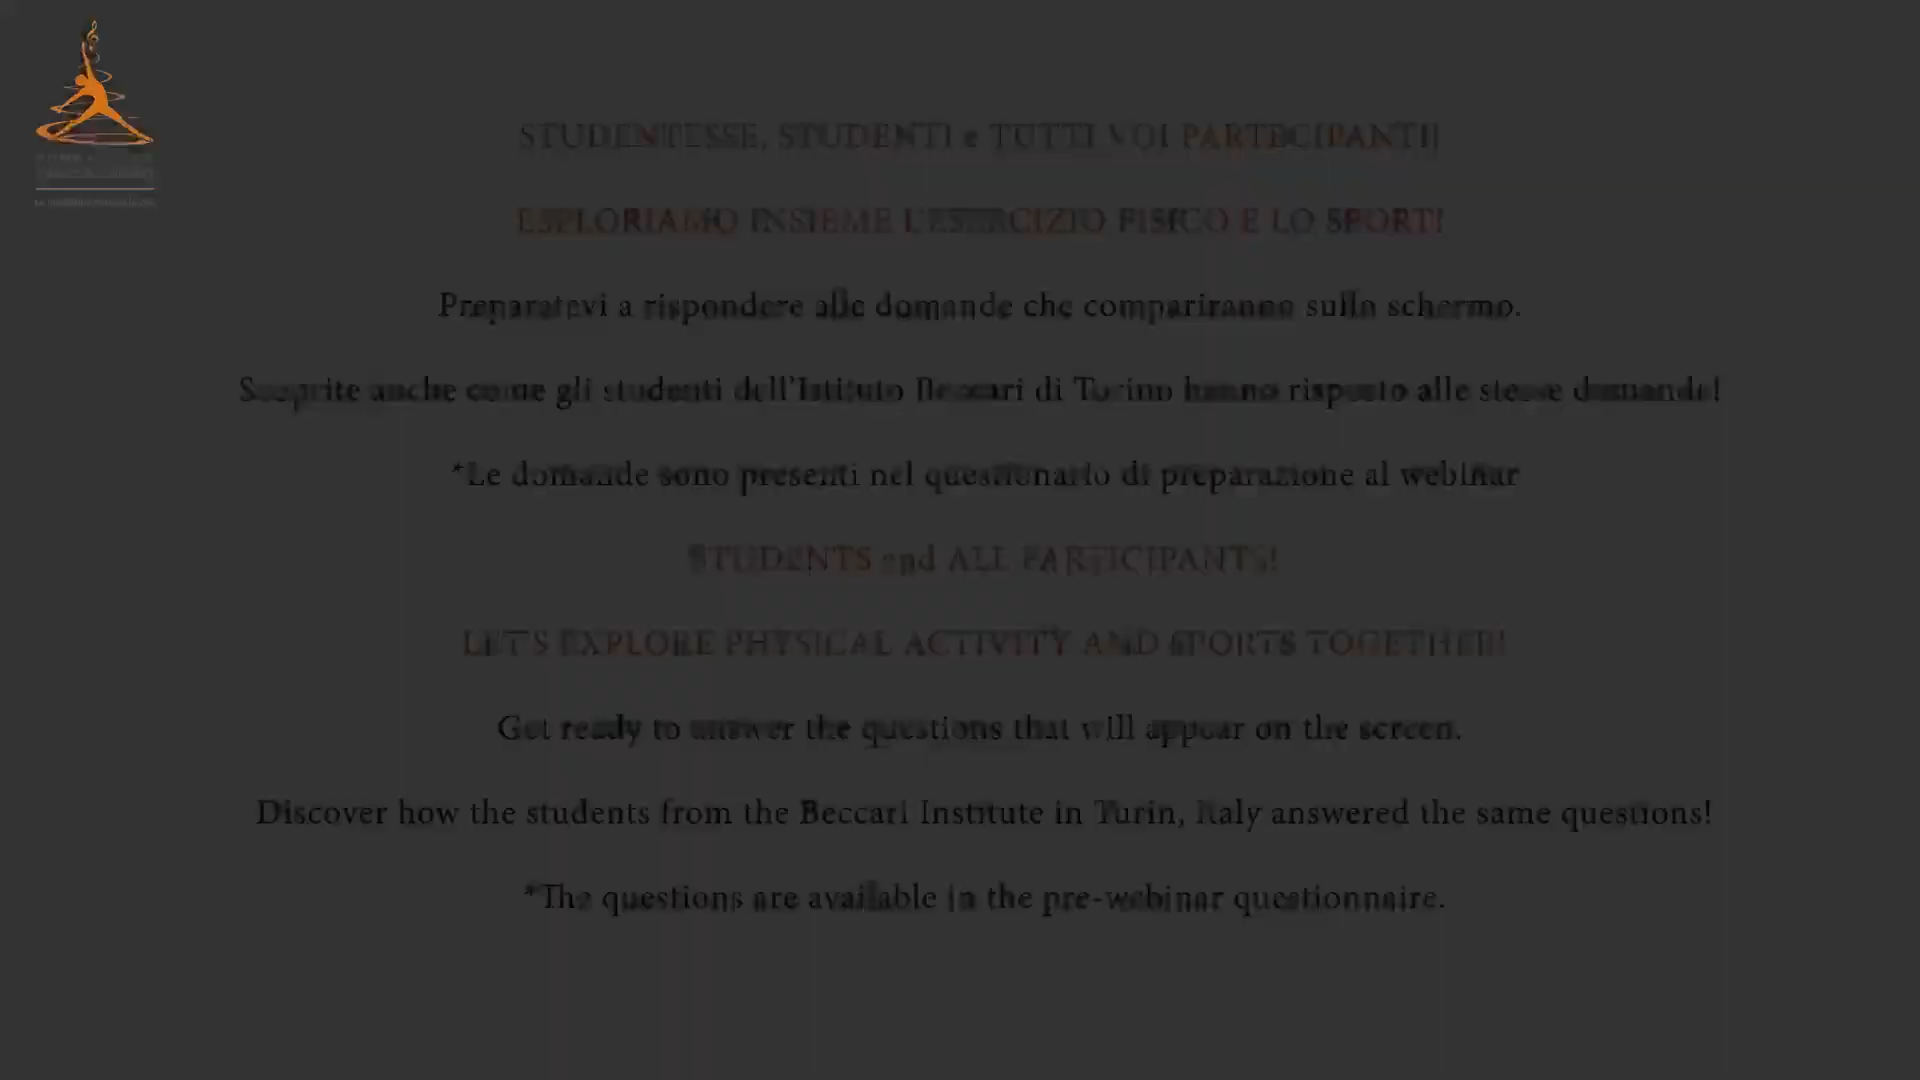 STUDENTESSE, STUDENTI e TUTTI VOI PARTECIPANTI!
ESPLORIAMO INSIEME L'ESERCIZIO FISICO E LO SPORT!
Preparatevi a rispondere alle domande che compariranno sullo schermo.
Scoprite anche come gli studenti dell'Istituto Beccari di Torino hanno risposto alle stesse domande!
*Le domande sono presenti nel questionario di preparazione al webinar
STUDENTS and ALL PARTICIPANTS!
LET'S EXPLORE PHYSICAL ACTIVITY AND SPORTS TOGETHER!
Get ready to answer the questions that will appear on the screen.
Discover how the students from the Beccari Institute in Turin, Italy answered the same questions!
*The questions are available in the pre-webinar questionnaire.